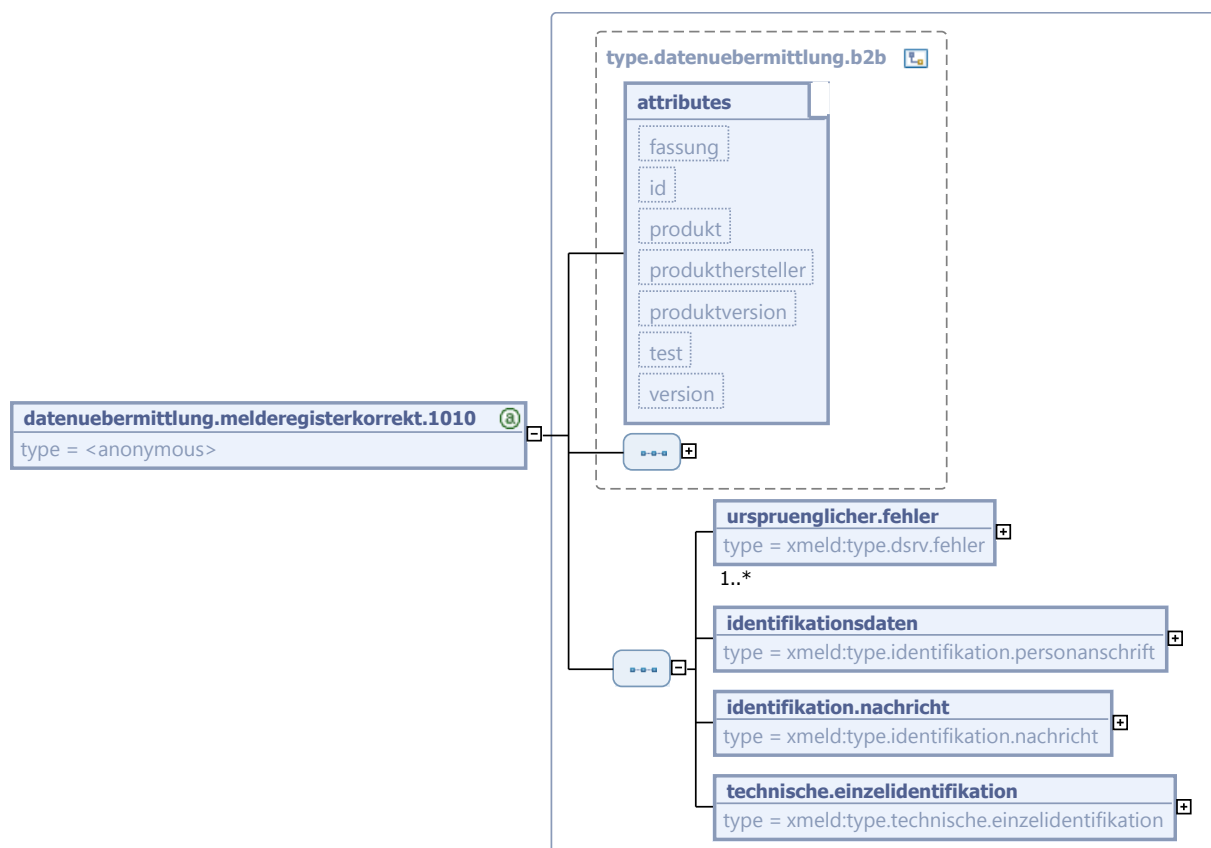 type.datenuebermittlung.b2b
attributes
fassung
id
produkt
produkthersteller
produktversion
test
version
datenuebermittlung.melderegisterkorrekt.1010 a
type = <anonymous>
urspruenglicher.fehler
type = xmeld:type.dsrv.fehler
1..*
identifikationsdaten
type = xmeld:type.identifikation.personanschrift
identifikation.nachricht
type = xmeld:type.identifikation.nachricht
technische.einzelidentifikation
type = xmeld:type.technische.einzelidentifikation